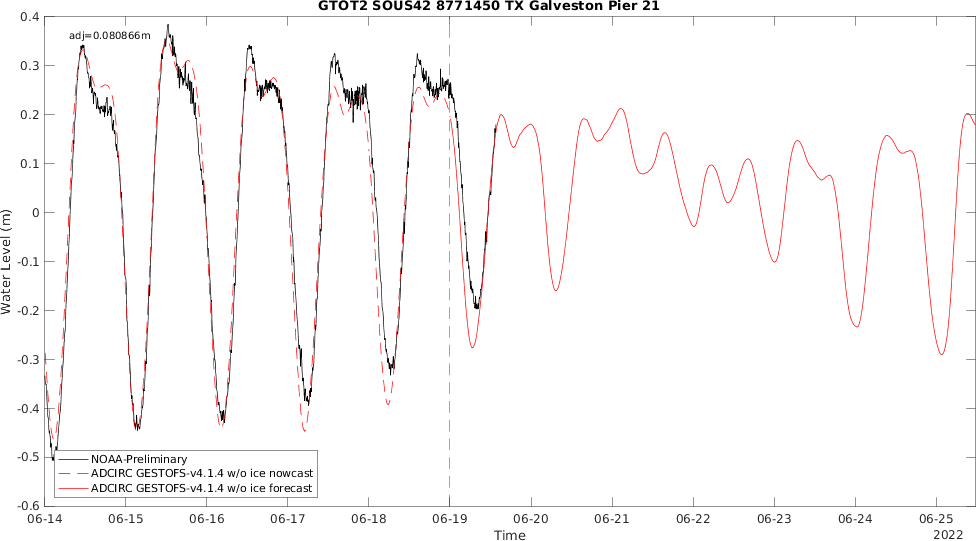 GTOT2 SOUS42 8771450 TX Galveston Pier 21
adj=0.080866m
0.4
0.3
0.2
0.1
0
-0.1
-0.2
-0.3
-0.4
-0.5
-0.6
Water Level (m)
NOAA-Preliminary
ADCIRC GESTOFS-v4.1.4 w/o ice nowcast
ADCIRC GESTOFS-v4.1.4 w/o ice forecast
06-14 06-15 06-16 06-17 06-18 06-19 06-20 06-21 06-22 06-23 06-24 06-25
Time
2022